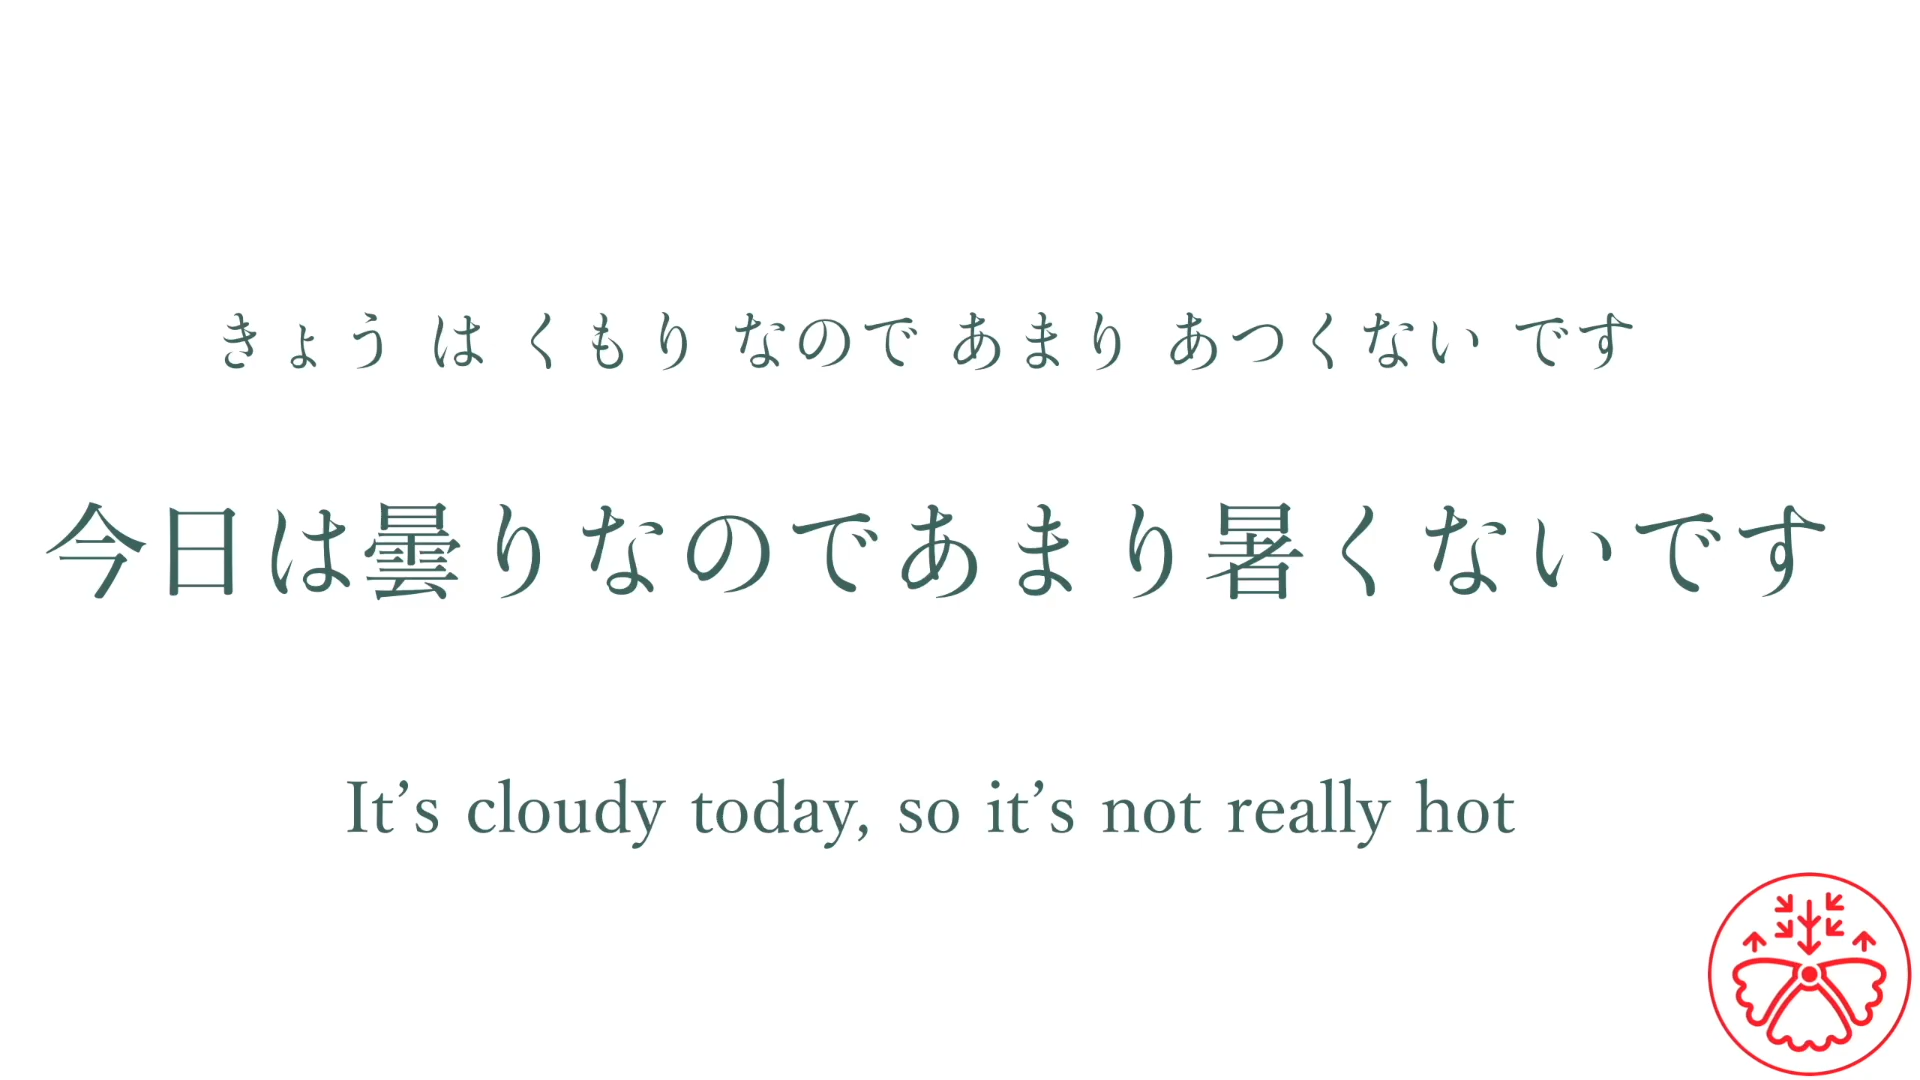 きょう は くもり なので あまり あつくない です
今日は曇りなのであまり暑くないです
It’s cloudy today, so it’s not really hot